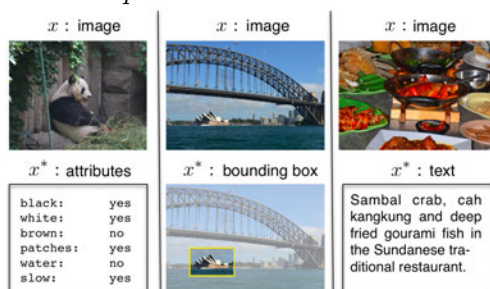 x : image
x : image
x : image
x* : attributes
x* : bounding box
x* : text
black: yes
white: yes
brown: no
patches: yes
water: no
slow: yes
Sambal crab, cah
kangkung and deep
fried gourami fish in
the Sundanese tra-
ditional restaurant.